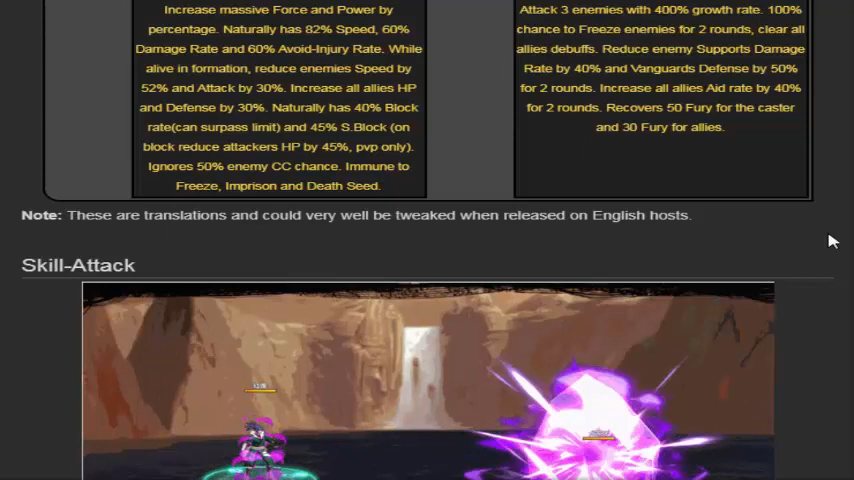 Increase massive Force and Power by
percentage. Naturally has 82% Speed, 60%
Damage Rate and 60% Avoid-Injury Rate. While
alive in formation, reduce enemies Speed by
52% and Attack by 30%. Increase all allies HP
and Defense by 30%. Naturally has 40% Block
rate(can surpass limit) and 45% S.Block (on
block reduce attackers HP by 45%, pvp only).
Ignores 50% enemy CC chance. Immune to
Freeze, Imprison and Death Seed.
Attack 3 enemies with 400% growth rate. 100%
chance to Freeze enemies for 2 rounds, clear all
allies debuffs. Reduce enemy Supports Damage
Rate by 40% and Vanguards Defense by 50%
for 2 rounds. Increase all allies Aid rate by 40%
for 2 rounds. Recovers 50 Fury for the caster
and 30 Fury for allies.
Note: These are translations and could very well be tweaked when released on English hosts.
Skill-Attack